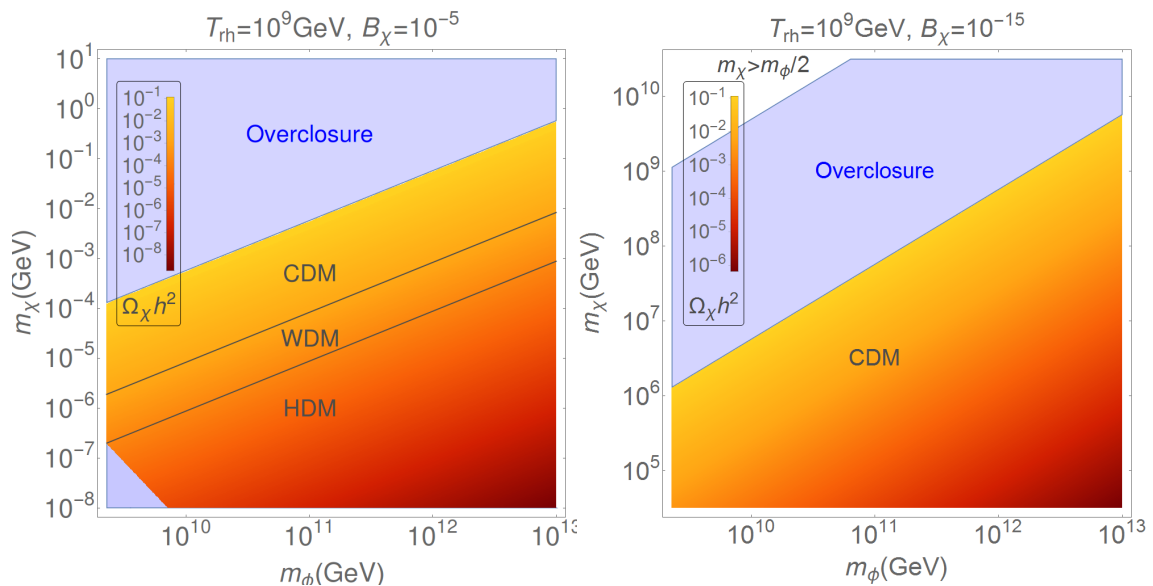 T_rh=10^9GeV, B_χ=10^-5
10^1
10^0
10^-1
10^-2
10^-3
10^-4
10^-5
10^-6
10^-7
10^-8
m_χ(GeV)
10^-1
10^-2
10^-3
10^-4
10^-5
10^-6
10^-7
10^-8
Ω_χ h^2
Overclosure
CDM
WDM
HDM
10^10
10^11
10^12
10^13
m_ϕ(GeV)
T_rh=10^9GeV, B_χ=10^-15
m_χ>m_ϕ/2
10^10
10^9
10^8
10^7
10^6
10^5
m_χ(GeV)
10^-1
10^-2
10^-3
10^-4
10^-5
10^-6
Ω_χ h^2
Overclosure
CDM
10^10
10^11
10^12
10^13
m_ϕ(GeV)